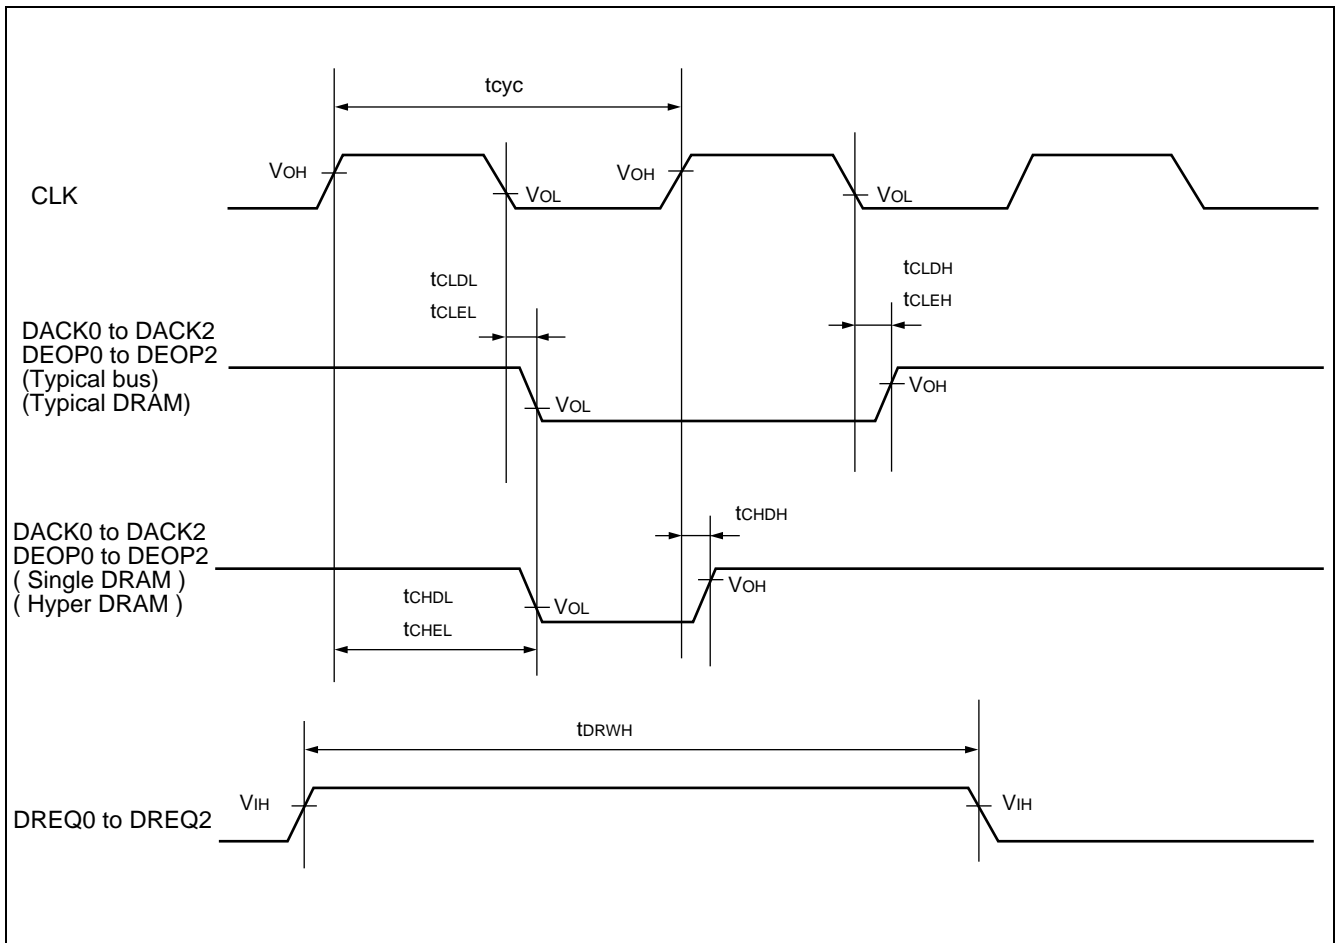 tcyc
VOH
VOH
CLK
VOL
VOL
tCLDL
tCLEL
tCLDH
tCLEH
DACK0 to DACK2
DEOP0 to DEOP2
(Typical bus)
(Typical DRAM)
VOL
VOH
DACK0 to DACK2
DEOP0 to DEOP2
( Single DRAM )
( Hyper DRAM )
tCHDH
VOH
tCHDL
tCHEL
VOL
tDRWH
VIH
VIH
DREQ0 to DREQ2